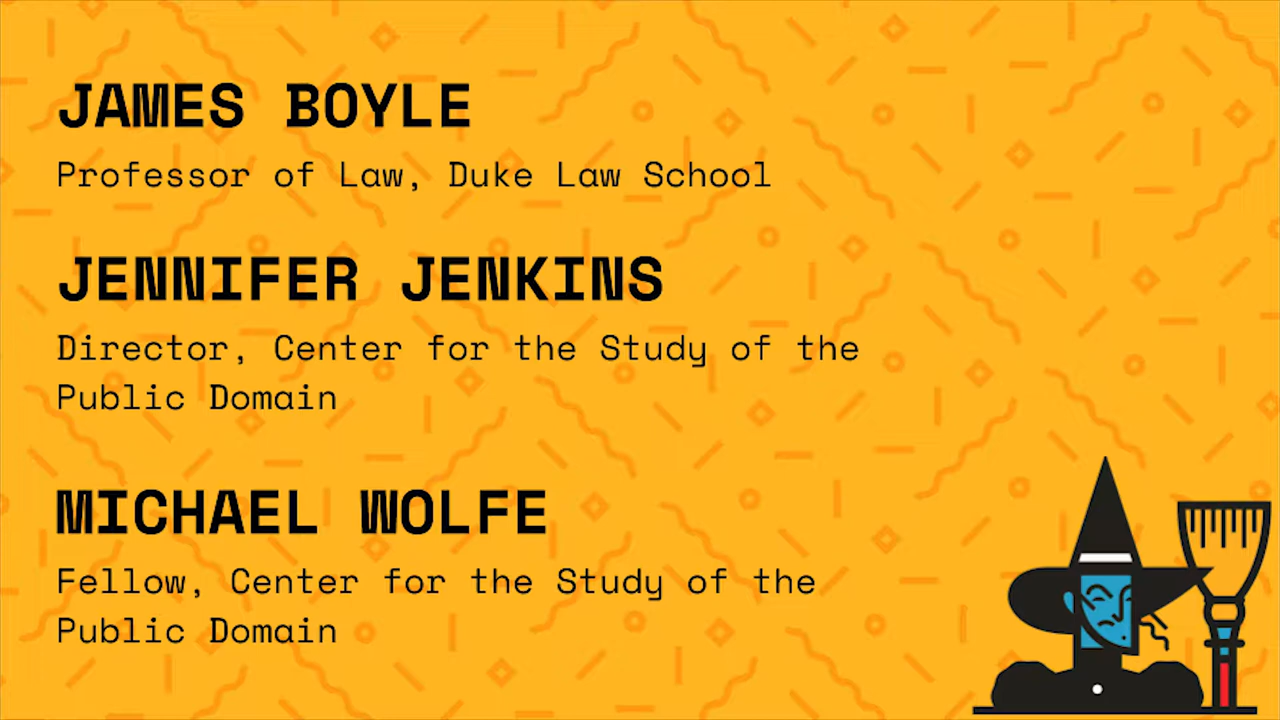 JAMES BOYLE
Professor of Law, Duke Law School
JENNIFER JENKINS
Director, Center for the Study of the
Public Domain
MICHAEL WOLFE
Fellow, Center for the Study of the
Public Domain